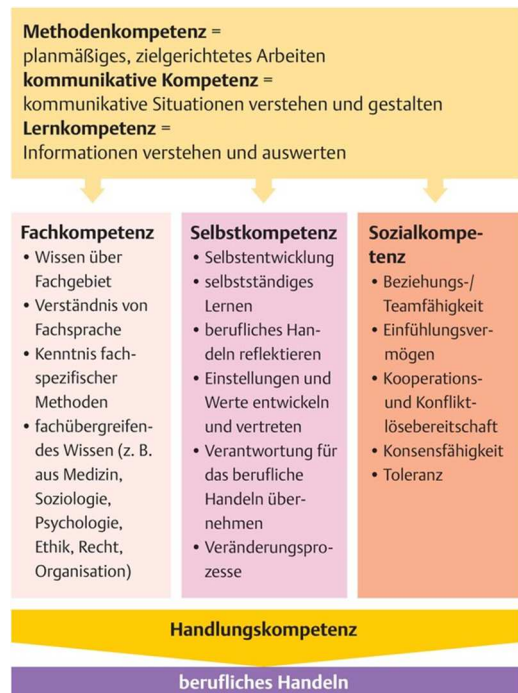 Methodenkompetenz =
planmäßiges, zielgerichtetes Arbeiten
kommunikative Kompetenz =
kommunikative Situationen verstehen und gestalten
Lernkompetenz =
Informationen verstehen und auswerten
Fachkompetenz
• Wissen über
Fachgebiet
• Verständnis von
Fachsprache
• Kenntnis fach-
spezifischer
Methoden
• fachübergreifen-
des Wissen (z. B.
aus Medizin,
Soziologie,
Psychologie,
Ethik, Recht,
Organisation)
Selbstkompetenz
• Selbstentwicklung
• selbstständiges
Lernen
• berufliches Han-
deln reflektieren
• Einstellungen und
Werte entwickeln
und vertreten
• Verantwortung für
das berufliche
Handeln über-
nehmen
• Veränderungspro-
zesse
Sozialkompe-
tenz
• Beziehungs-/
Teamfähigkeit
• Einfühlungsver-
mögen
• Kooperations-
und Konflikt-
lösebereitschaft
• Konsensfähigkeit
• Toleranz
Handlungskompetenz
berufliches Handeln